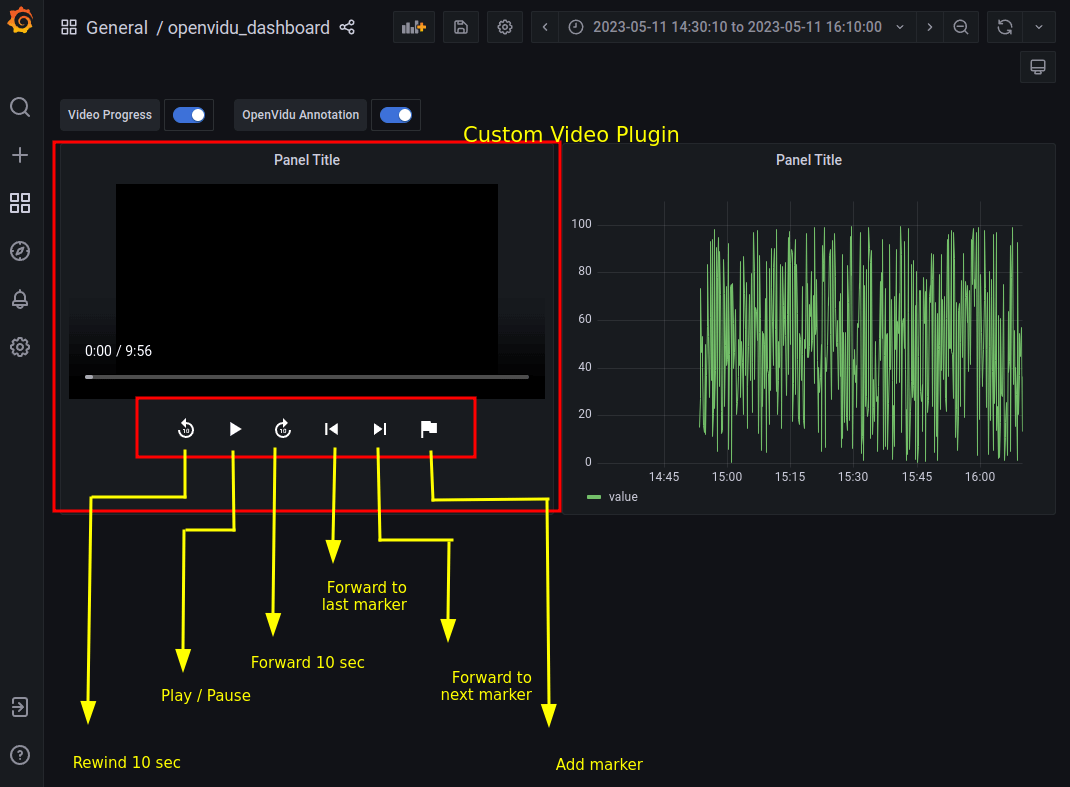 General / openvidu_dashboard
2023-05-11 14:30:10 to 2023-05-11 16:10:00
Video Progress
OpenVidu Annotation
Custom Video Plugin
Panel Title
0:00 / 9:56
10
10
Panel Title
100
80
60
40
20
0
14:45 15:00 15:15 15:30 15:45 16:00
value
Forward to
last marker
Forward 10 sec
Forward to
next marker
Play / Pause
Rewind 10 sec
Add marker
?